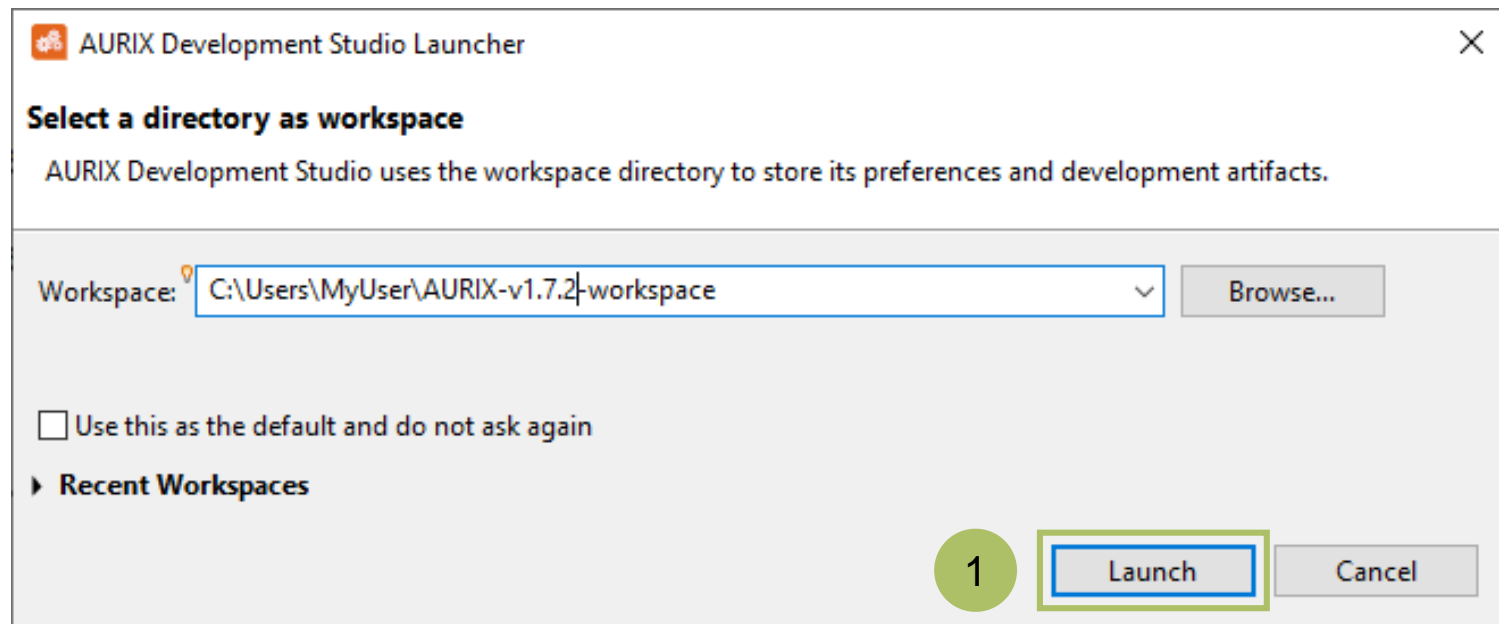 AURIX Development Studio Launcher
Select a directory as workspace
AURIX Development Studio uses the workspace directory to store its preferences and development artifacts.
Workspace: C:\Users\MyUser\AURIX-v1.7.2-workspace Browse...
Use this as the default and do not ask again
Recent Workspaces
1 Launch Cancel